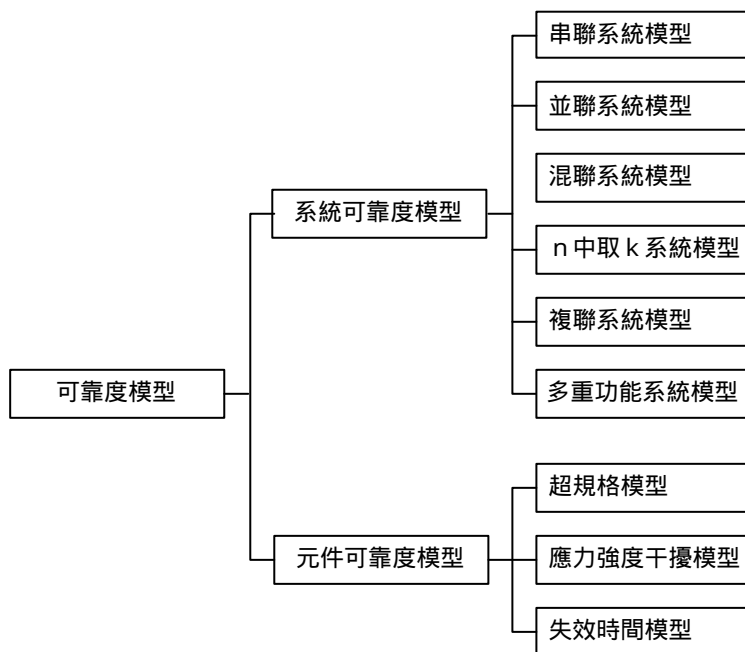 串聯系統模型
並聯系統模型
混聯系統模型
系統可靠度模型
n中取k系統模型
複聯系統模型
可靠度模型
多重功能系統模型
超規格模型
元件可靠度模型
應力強度干擾模型
失效時間模型